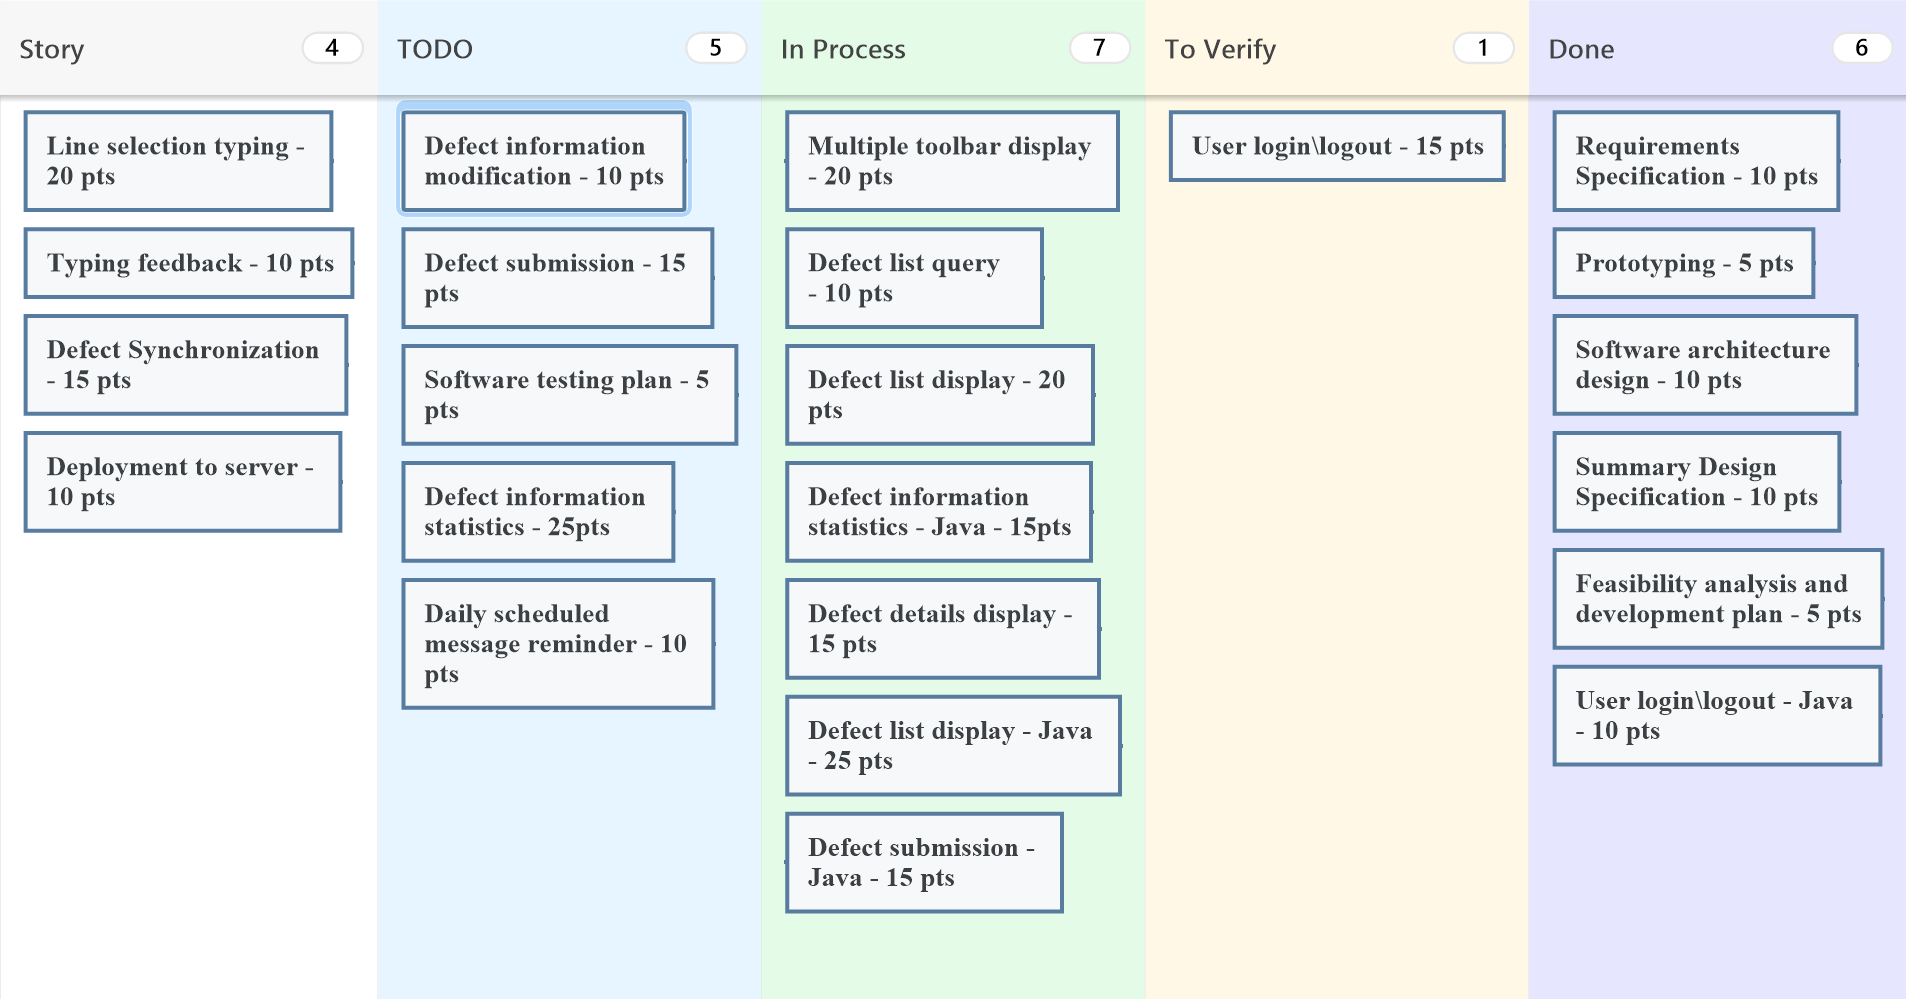 Story
4
Line selection typing -
20 pts
Typing feedback - 10 pts
Defect Synchronization
- 15 pts
Deployment to server -
10 pts
TODO
5
Defect information
modification - 10 pts
Defect submission - 15
pts
Software testing plan - 5
pts
Defect information
statistics - 25pts
Daily scheduled
message reminder - 10
pts
In Process
7
Multiple toolbar display
- 20 pts
Defect list query
- 10 pts
Defect list display - 20
pts
Defect information
statistics - Java - 15pts
Defect details display -
15 pts
Defect list display - Java
- 25 pts
Defect submission -
Java - 15 pts
To Verify
1
User login\logout - 15 pts
Done
6
Requirements
Specification - 10 pts
Prototyping - 5 pts
Software architecture
design - 10 pts
Summary Design
Specification - 10 pts
Feasibility analysis and
development plan - 5 pts
User login\logout - Java
- 10 pts